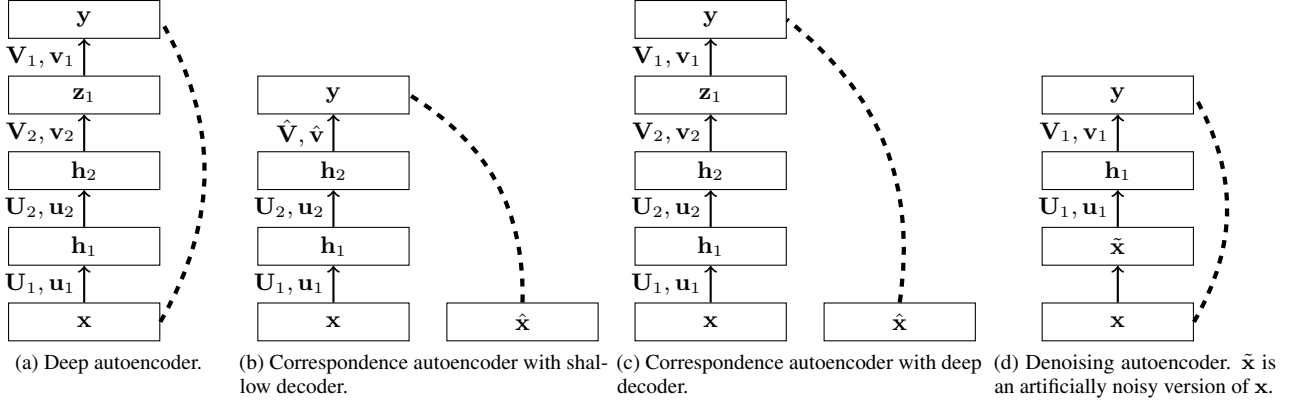 y
V₁, v₁
z₁
V₂, v₂
h₂
U₂, u₂
h₁
U₁, u₁
x
(a) Deep autoencoder.
y
V̂, v̂
h₂
U₂, u₂
h₁
U₁, u₁
x
x̂
(b) Correspondence autoencoder with shal-
low decoder.
y
V₁, v₁
z₁
V₂, v₂
h₂
U₂, u₂
h₁
U₁, u₁
x
x̂
(c) Correspondence autoencoder with deep
decoder.
y
V₁, v₁
h₁
U₁, u₁
x̃
x
(d) Denoising autoencoder. x̃ is
an artificially noisy version of x.